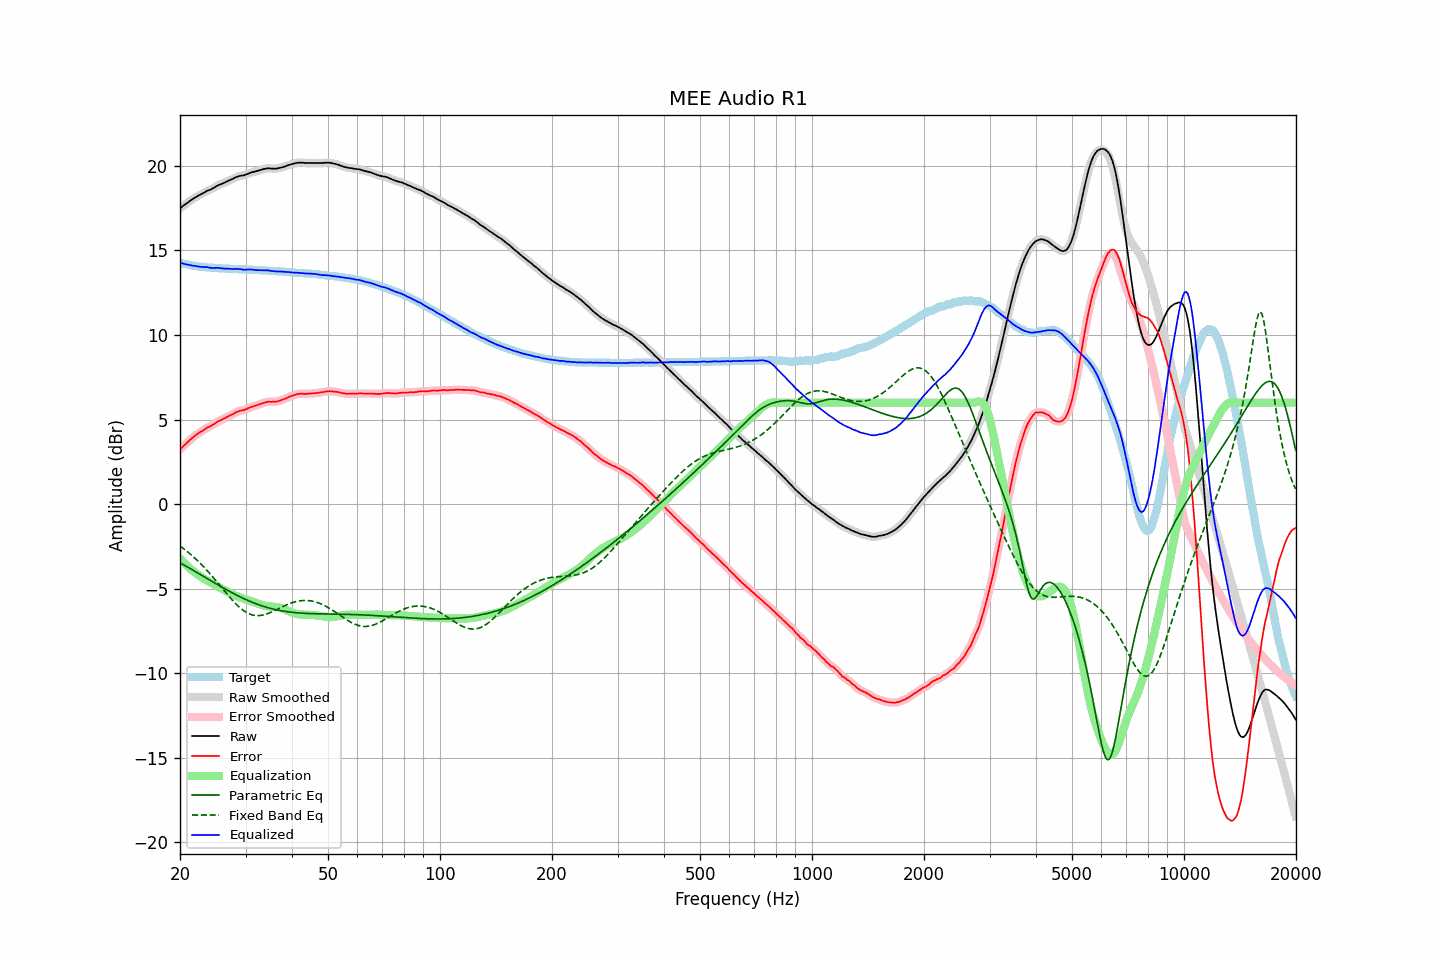 MEE Audio R1
Amplitude (dBr)
20
15
10
5
0
−5
−10
−15
−20
Target
Raw Smoothed
Error Smoothed
Raw
Error
Equalization
Parametric Eq
Fixed Band Eq
Equalized
20 50 100 200 500 1000 2000 5000 10000 20000
Frequency (Hz)